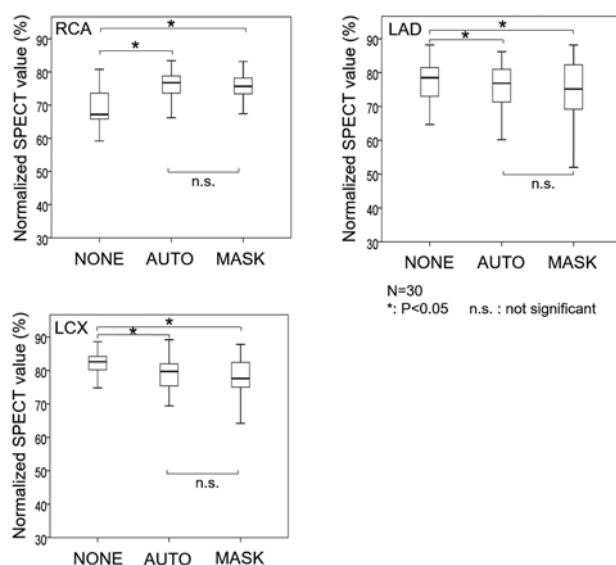 RCA
*
*
n.s.
Normalized SPECT value (%)
90
80
70
60
50
40
30
NONE AUTO MASK
LAD
*
*
n.s.
Normalized SPECT value (%)
90
80
70
60
50
40
30
NONE AUTO MASK
N=30
*: P<0.05 n.s. : not significant
LCX
*
*
n.s.
Normalized SPECT value (%)
90
80
70
60
50
40
30
NONE AUTO MASK